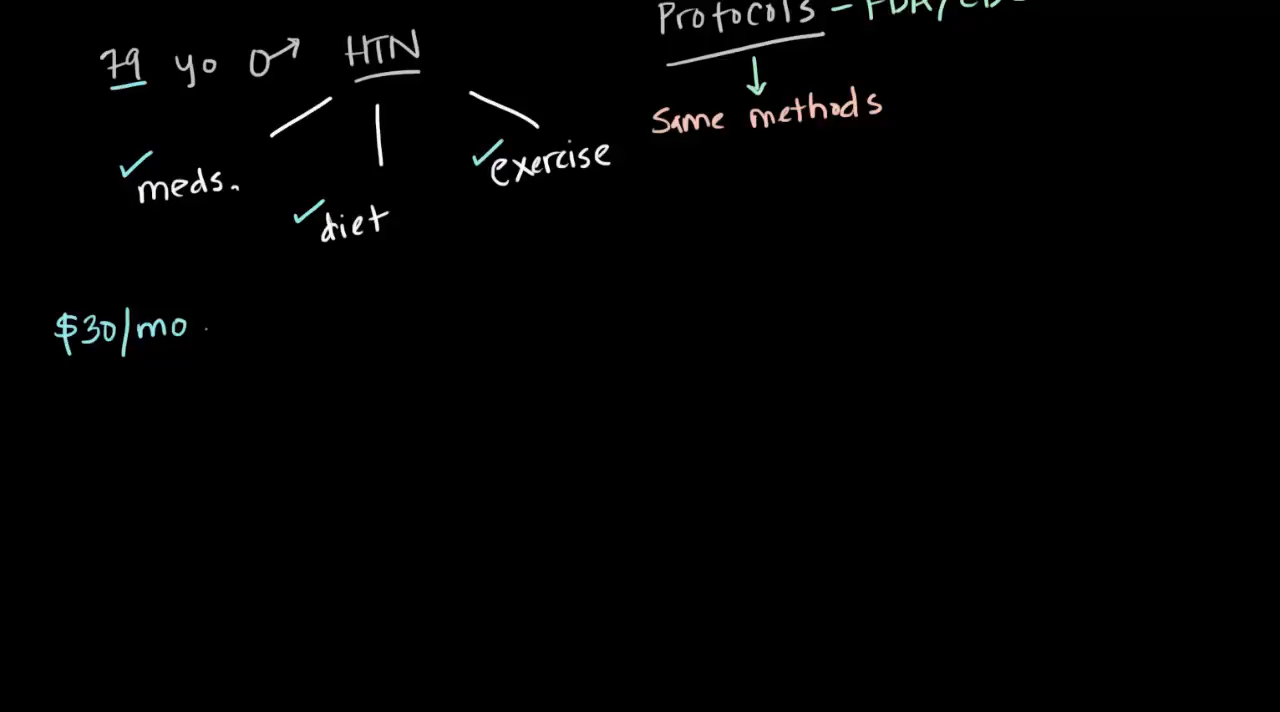 79 yo ♂ HTN
meds.
diet
exercise
$30/mo
Protocols -
Same methods